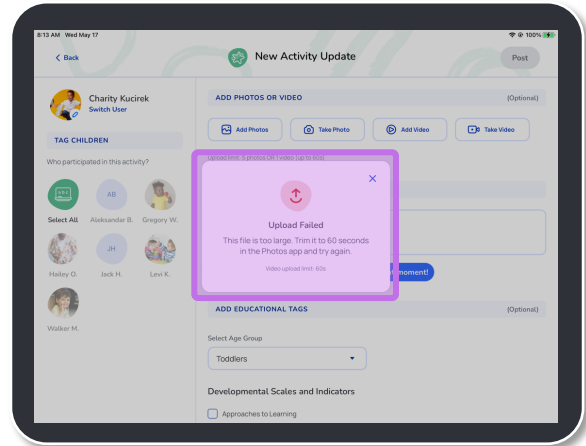 8:13 AM Wed May 17
100%
Back
New Activity Update
Post
Charity Kucirek
Switch User
TAG CHILDREN
Who participated in this activity?
Select All
AB
Aleksandar B.
Gregory W.
Hailey O.
JH
Jack H.
Levi K.
Walker M.
ADD PHOTOS OR VIDEO
(Optional)
Add Photos
Take Photo
Add Video
Take Video
Upload limit: 5 photos OR 1 video (up to 60s)
Upload Failed
This file is too large. Trim it to 60 seconds
in the Photos app and try again.
Video upload limit: 60s
moment!
ADD EDUCATIONAL TAGS
(Optional)
Select Age Group
Toddlers
Developmental Scales and Indicators
Approaches to Learning